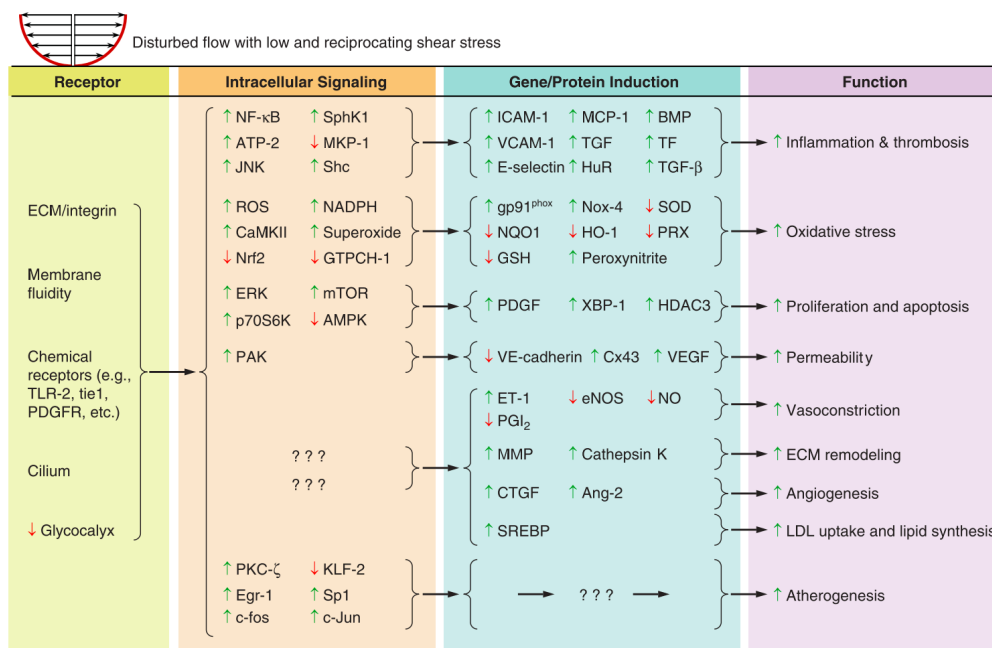 Disturbed flow with low and reciprocating shear stress
Receptor Intracellular Signaling Gene/Protein Induction Function
↑NF-κB ↑SphK1 ↑ICAM-1 ↑MCP-1 ↑BMP
↑ATP-2 ↓MKP-1 ↑VCAM-1 ↑TGF ↑TF ↑Inflammation & thrombosis
↑JNK ↑Shc ↑E-selectin ↑HuR ↑TGF-β
ECM/integrin ↑ROS ↑NADPH ↑gp91phox ↑Nox-4 ↓SOD
↑CaMKII ↑Superoxide ↓NQO1 ↓HO-1 ↓PRX ↑Oxidative stress
↓Nrf2 ↓GTPCH-1 ↓GSH ↑Peroxynitrite
Membrane
fluidity
↑ERK ↑mTOR
↑p70S6K ↓AMPK ↑PDGF ↑XBP-1 ↑HDAC3 ↑Proliferation and apoptosis
Chemical
receptors (e.g.,
TLR-2, tie1,
PDGFR, etc.)
↑PAK ↓VE-cadherin ↑Cx43 ↑VEGF ↑Permeability
↑ET-1 ↓eNOS ↓NO ↑Vasoconstriction
↓PGI2
? ? ? ↑MMP ↑Cathepsin K ↑ECM remodeling
Cilium
? ? ? ↑CTGF ↑Ang-2 ↑Angiogenesis
↓Glycocalyx ↑SREBP ↑LDL uptake and lipid synthesis
↑PKC-ζ ↓KLF-2
↑Egr-1 ↑Sp1 ? ? ? ↑Atherogenesis
↑c-fos ↑c-Jun